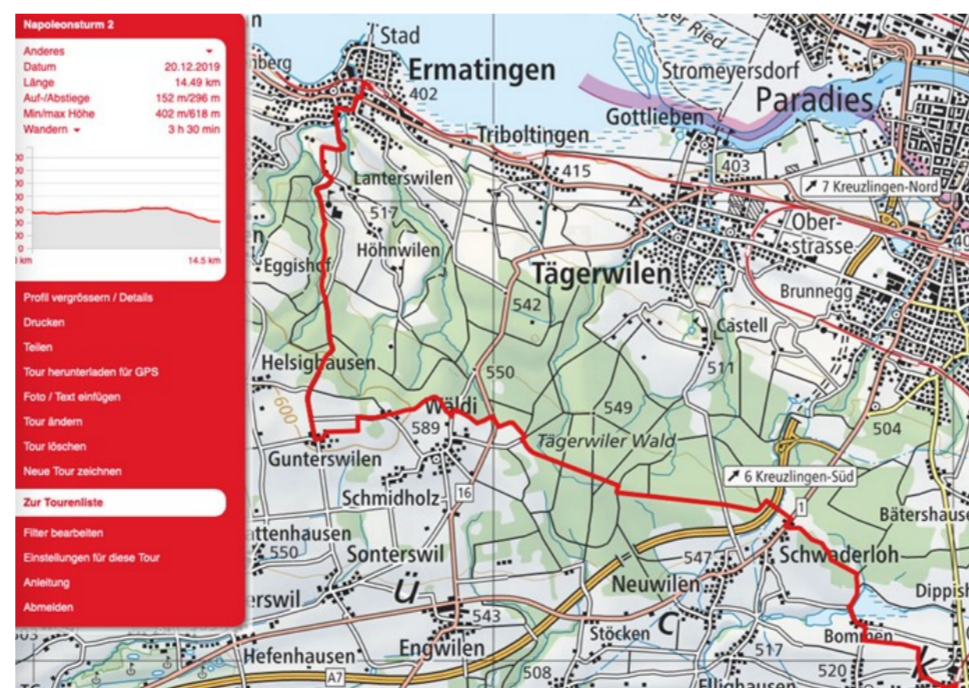 Napoleonsturm 2
Anderes
Datum 20.12.2019
Länge 14.49 km
Auf-/Abstiege 152 m/296 m
Min/max Höhe 402 m/618 m
Wandern 3 h 30 min
14.5 km
Profil vergrössern / Details
Drucken
Teilen
Tour herunterladen für GPS
Foto / Text einfügen
Tour ändern
Tour löschen
Neue Tour zeichnen
Zur Tourenliste
Filter bearbeiten
Einstellungen für diese Tour
Anleitung
Abmelden
Stad
Ried
Ermatingen
Stromeyersdorf
402
Paradies
Gottlieben
Triboltingen
403
415
Lanterswilen
7 Kreuzlingen-Nord
517
Ober-
strasse
Höhnwilen
Eggishof
Tägerwilen
Brunnegg
542
Castell
Helsighausen
550
511
600
Wäldi
549
589
504
Tägerwiler Wald
Gunterswilen
6 Kreuzlingen-Süd
Schmidholz
16
1
Bätershause
ttenhausen
550
Sonterswil
547
Schwaderloh
Neuwilen
Dippish
erswil
ü
543
Stöcken
c
Bommen
Engwilen
Hefenhausen
517
520
k
A7
508
Ellighausen